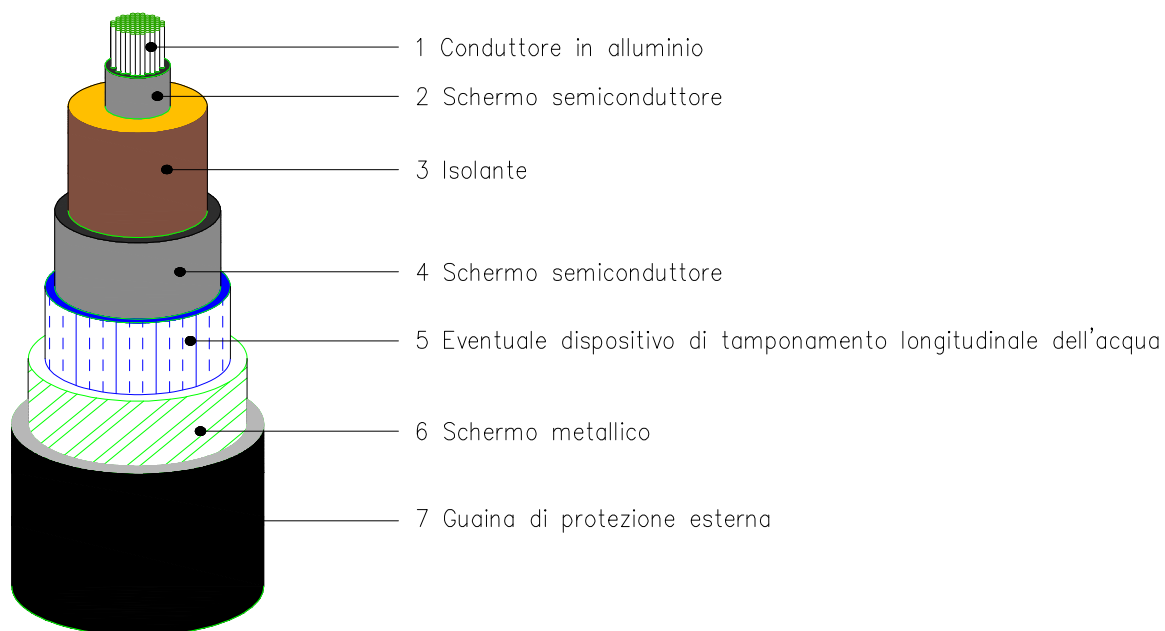 1 Conduttore in alluminio
2 Schermo semiconduttore
3 Isolante
4 Schermo semiconduttore
5 Eventuale dispositivo di tamponamento longitudinale dell'acqua
6 Schermo metallico
7 Guaina di protezione esterna